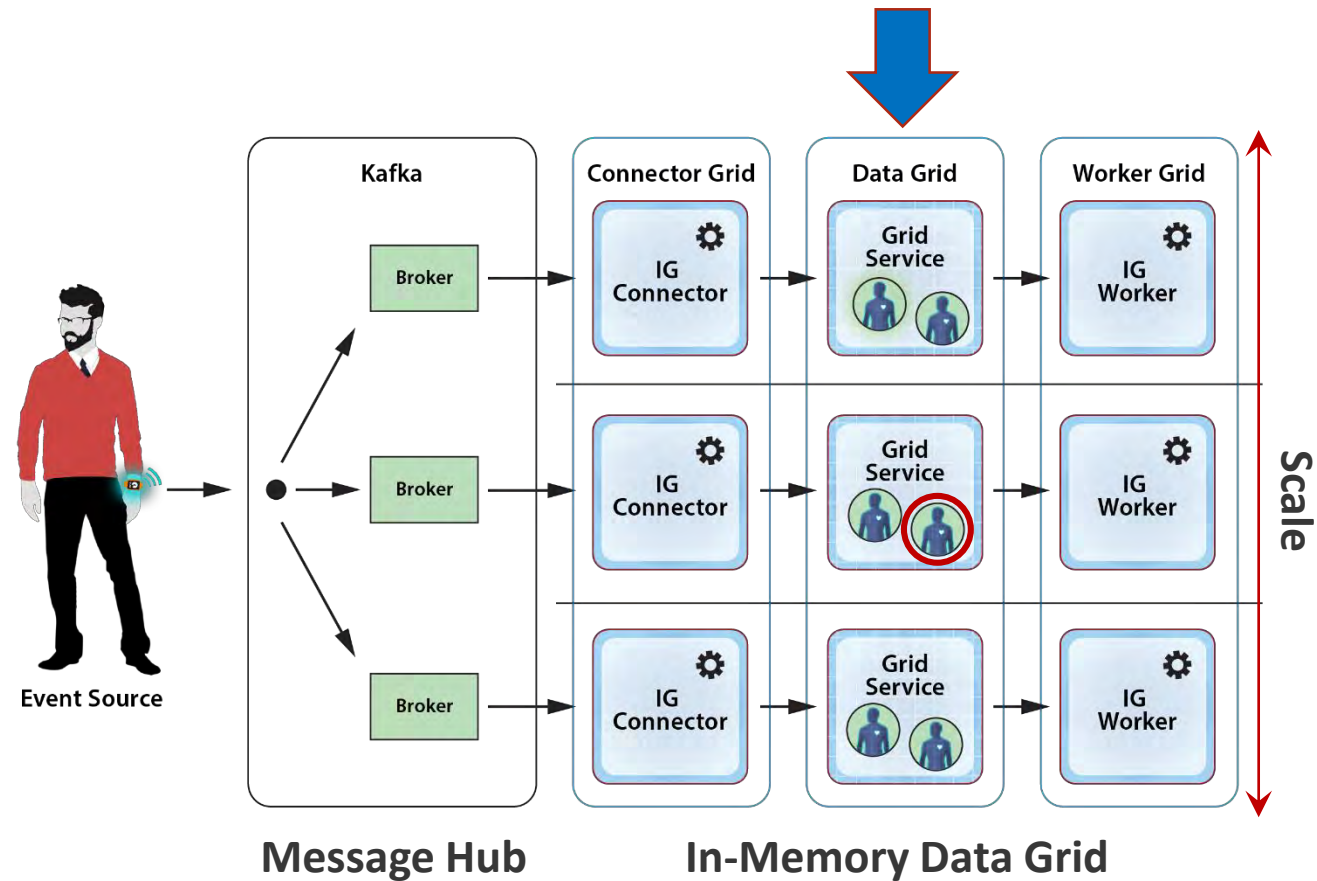 Kafka
Connector Grid
Data Grid
Worker Grid
Broker
IG
Connector
Grid
Service
IG
Worker
Broker
IG
Connector
Grid
Service
IG
Worker
Broker
IG
Connector
Grid
Service
IG
Worker
Event Source
Scale
Message Hub
In-Memory Data Grid